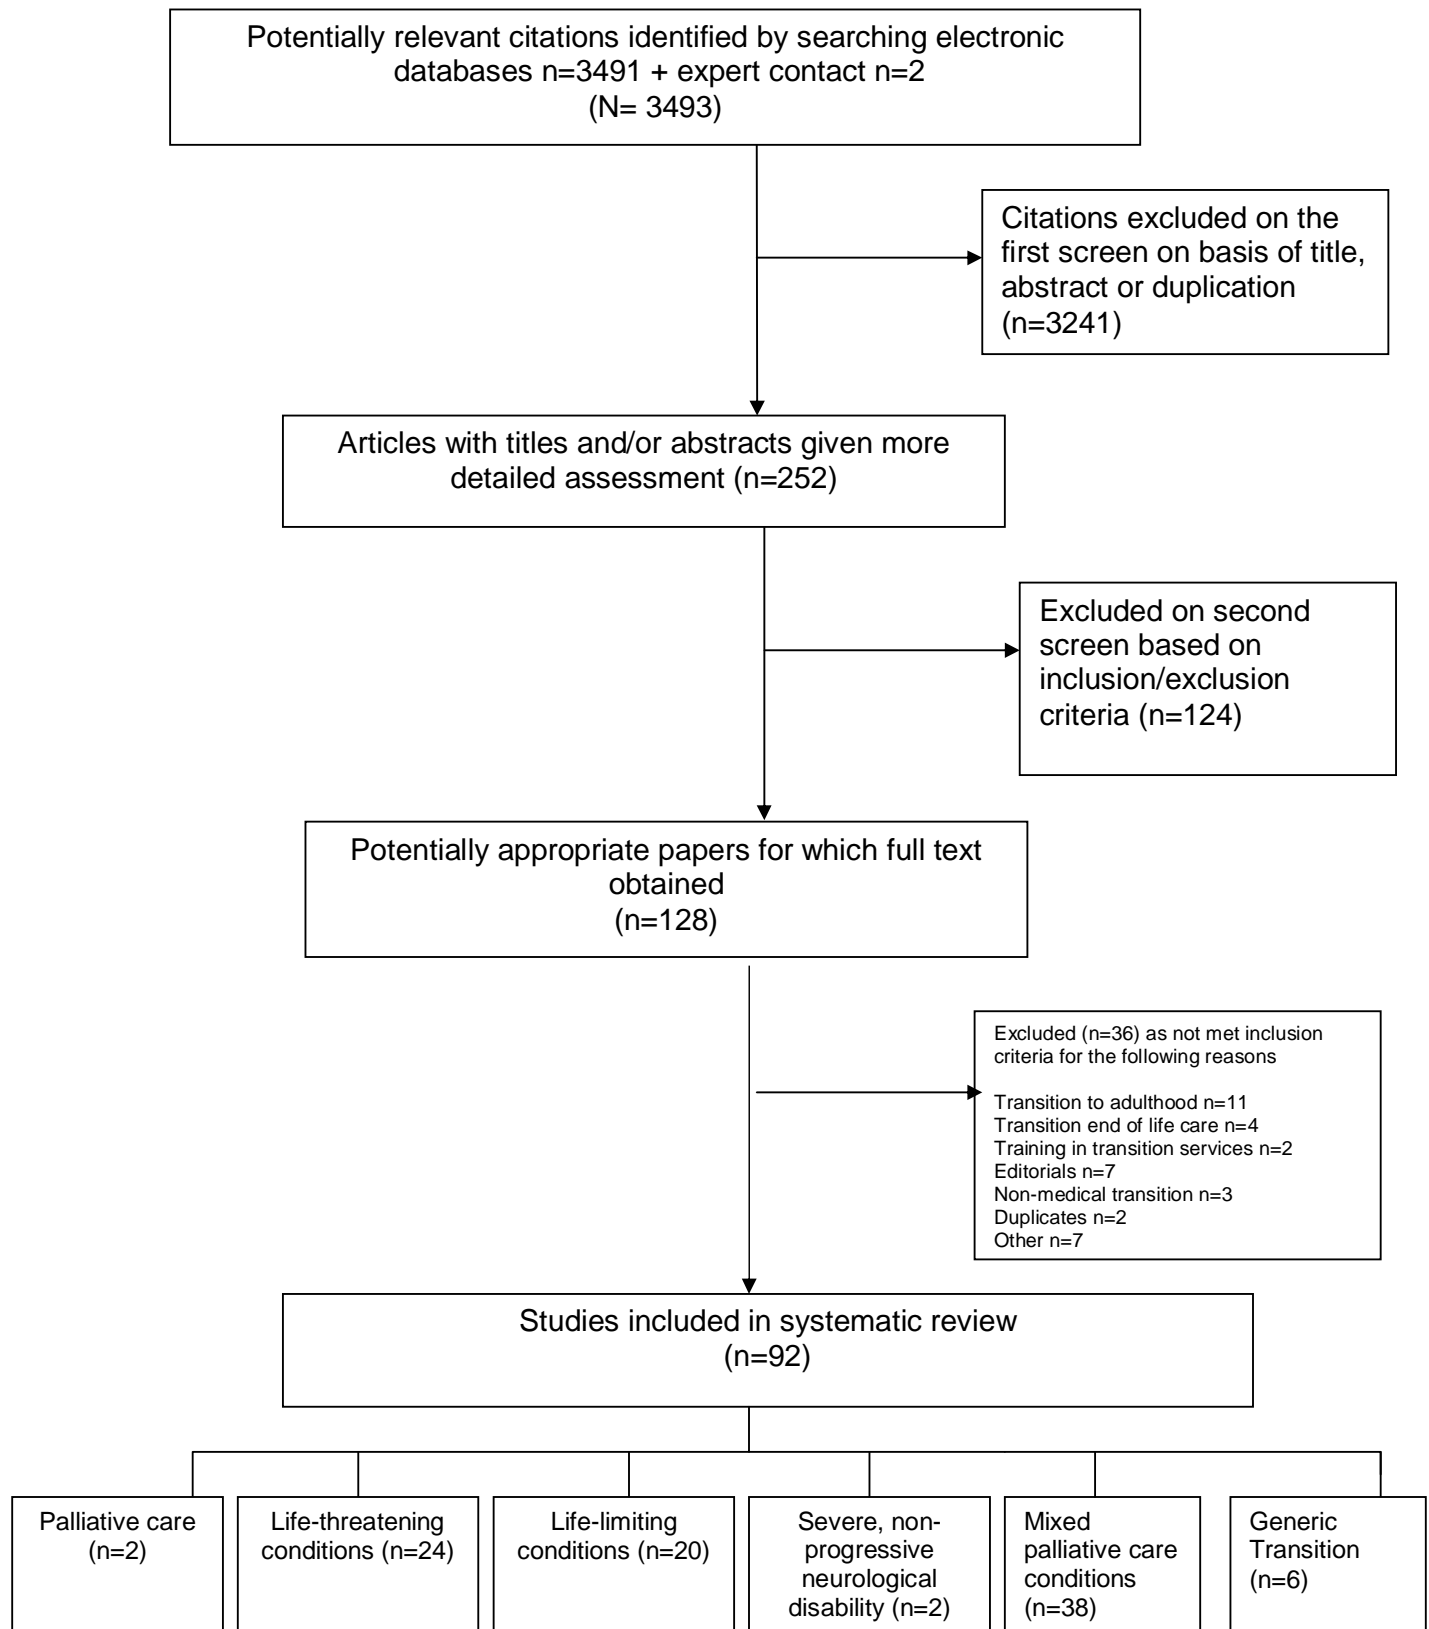 Potentially relevant citations identified by searching electronic
databases n=3491 + expert contact n=2
(N= 3493)
Citations excluded on the
first screen on basis of title,
abstract or duplication
(n=3241)
Articles with titles and/or abstracts given more
detailed assessment (n=252)
Excluded on second
screen based on
inclusion/exclusion
criteria (n=124)
Potentially appropriate papers for which full text
obtained
(n=128)
Excluded (n=36) as not met inclusion
criteria for the following reasons
Transition to adulthood n=11
Transition end of life care n=4
Training in transition services n=2
Editorials n=7
Non-medical transition n=3
Duplicates n=2
Other n=7
Studies included in systematic review
(n=92)
Palliative care
(n=2)
Life-threatening
conditions (n=24)
Life-limiting
conditions (n=20)
Severe, non-
progressive
neurological
disability (n=2)
Mixed
palliative care
conditions
(n=38)
Generic
Transition
(n=6)